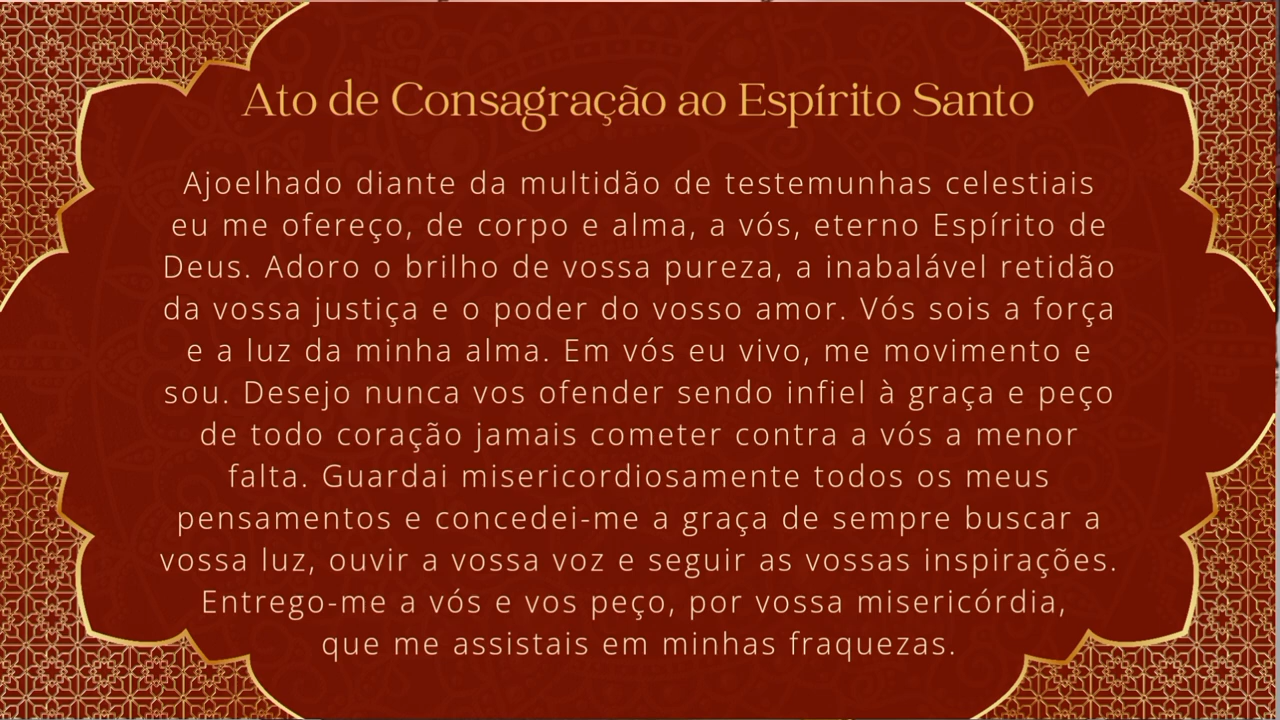 Ato de Consagração ao Espírito Santo
Ajoelhado diante da multidão de testemunhas celestiais
eu me ofereço, de corpo e alma, a vós, eterno Espírito de
Deus. Adoro o brilho de vossa pureza, a inabalável retidão
da vossa justiça e o poder do vosso amor. Vós sois a força
e a luz da minha alma. Em vós eu vivo, me movimento e
sou. Desejo nunca vos ofender sendo infiel à graça e peço
de todo coração jamais cometer contra a vós a menor
falta. Guardai misericordiosamente todos os meus
pensamentos e concedei-me a graça de sempre buscar a
vossa luz, ouvir a vossa voz e seguir as vossas inspirações.
Entrego-me a vós e vos peço, por vossa misericórdia,
que me assistais em minhas fraquezas.